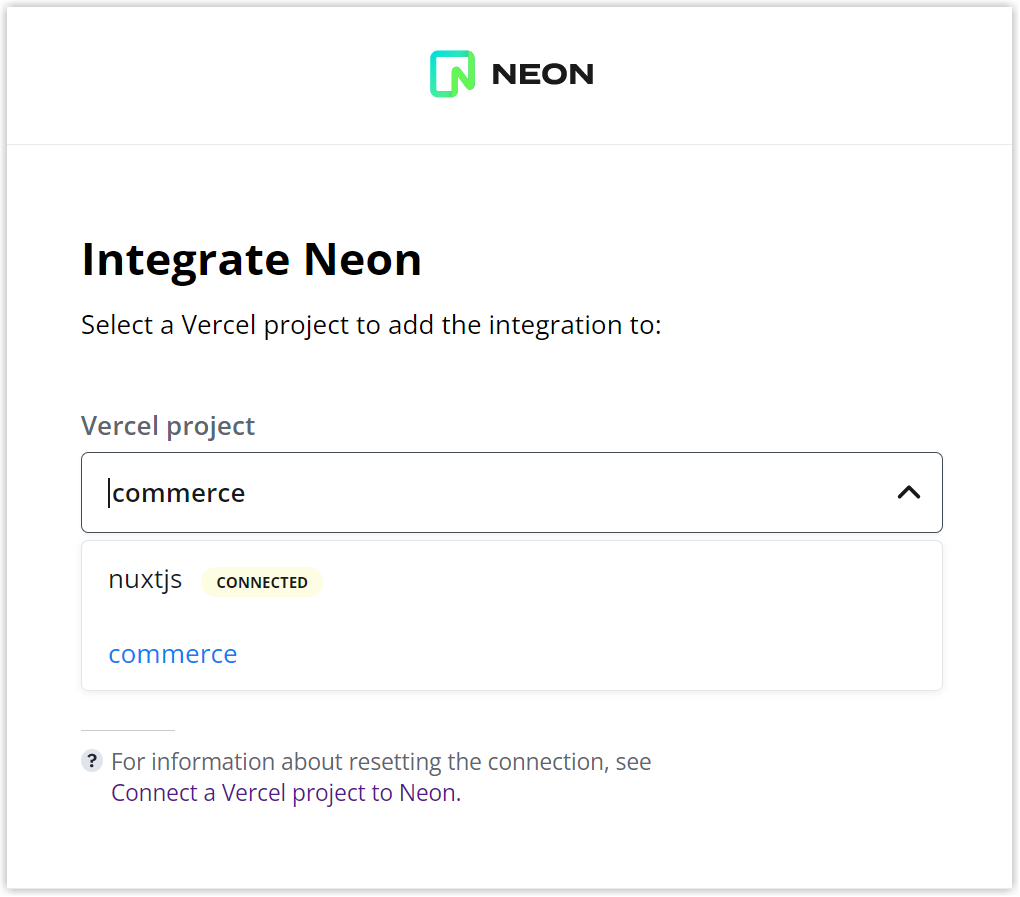 NEON
Integrate Neon
Select a Vercel project to add the integration to:
Vercel project
commerce
nuxtjs CONNECTED
commerce
? For information about resetting the connection, see
Connect a Vercel project to Neon.